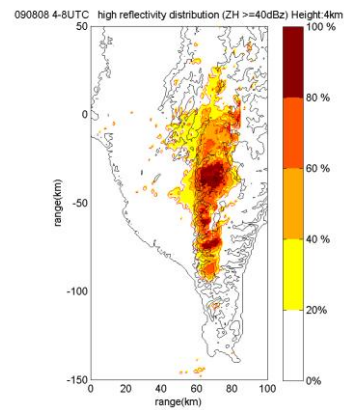 090808 4-8UTC high reflectivity distribution (ZH >=40dBz) Height:4km
50
0
-50
-100
-150
range(km)
0 20 40 60 80 100
range(km)
100 %
80 %
60 %
40 %
20%
0%